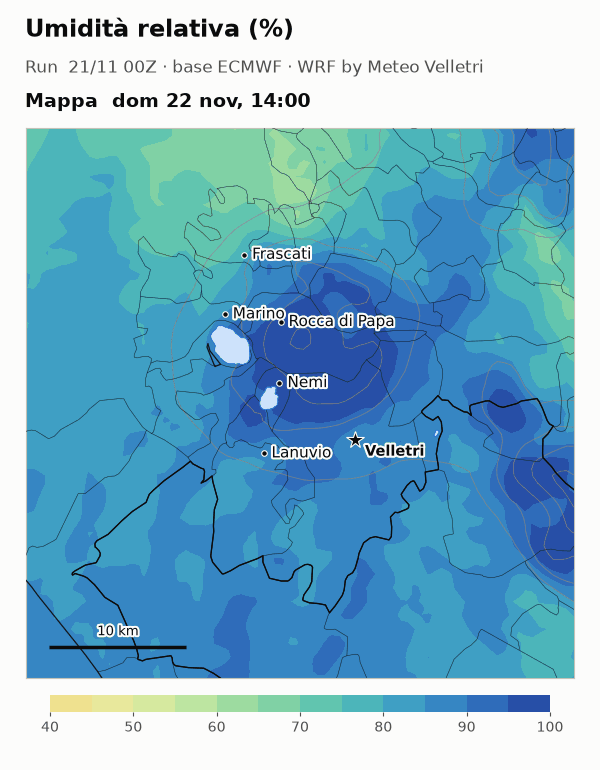 Umidità relativa (%)
Run  21/11 00Z · base ECMWF · WRF by Meteo Velletri
Mappa  dom 22 nov, 14:00
Frascati
Marino
Rocca di Papa
Nemi
Lanuvio
Velletri
10 km
40 50 60 70 80 90 100